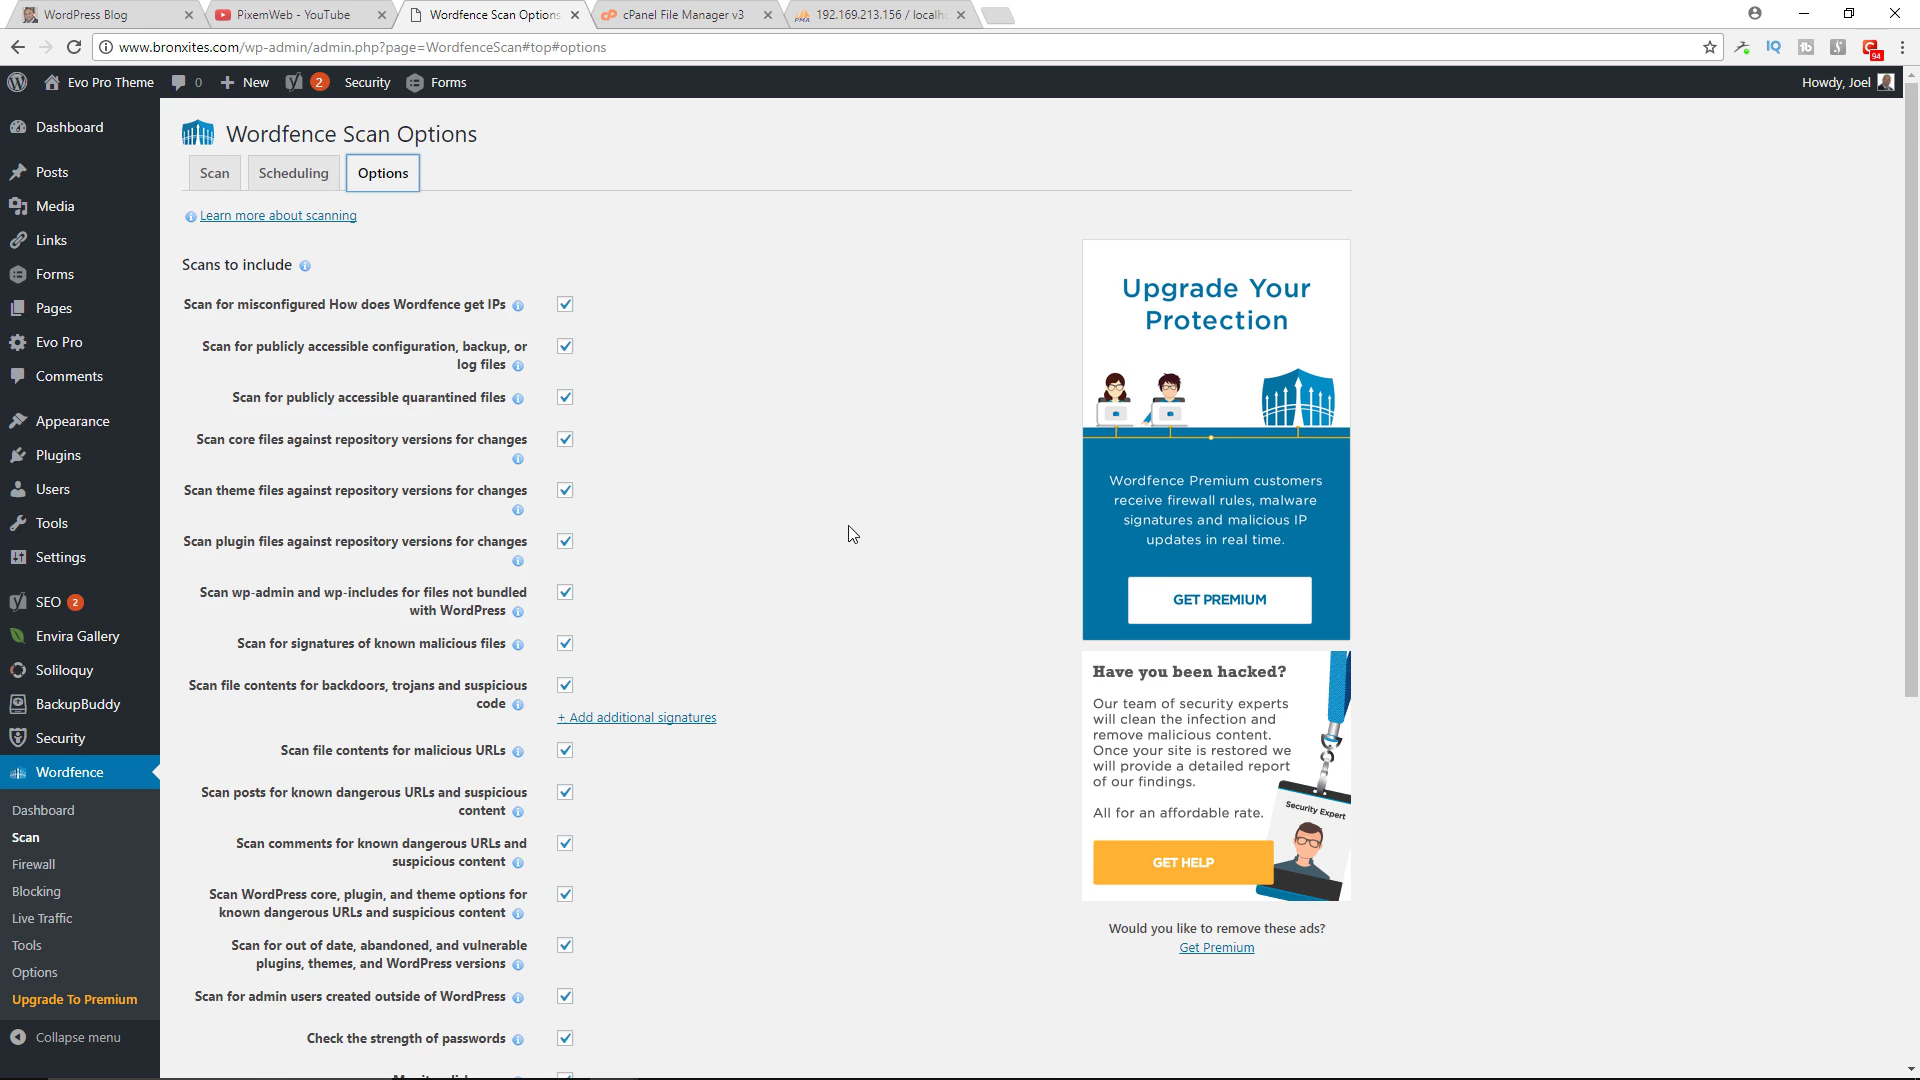 WordPress Blog
PixemWeb - YouTube
Wordfence Scan Options
cPanel File Manager v3
192.169.213.156 / localh
www.bronxites.com/wp-admin/admin.php?page=WordfenceScan#top#options
94
Evo Pro Theme
0
New
2
Security
Forms
Howdy, Joel
Dashboard
Posts
Media
Links
Forms
Pages
Evo Pro
Comments
Appearance
Plugins
Users
Tools
Settings
SEO 2
Envira Gallery
Soliloquy
BackupBuddy
Security
Wordfence
Dashboard
Scan
Firewall
Blocking
Live Traffic
Tools
Options
Upgrade To Premium
Collapse menu
Wordfence Scan Options
Scan
Scheduling
Options
Learn more about scanning
Scans to include
Scan for misconfigured How does Wordfence get IPs
Scan for publicly accessible configuration, backup, or
log files
Scan for publicly accessible quarantined files
Scan core files against repository versions for changes
Scan theme files against repository versions for changes
Scan plugin files against repository versions for changes
Scan wp-admin and wp-includes for files not bundled
with WordPress
Scan for signatures of known malicious files
Scan file contents for backdoors, trojans and suspicious
code
+ Add additional signatures
Scan file contents for malicious URLs
Scan posts for known dangerous URLs and suspicious
content
Scan comments for known dangerous URLs and
suspicious content
Scan WordPress core, plugin, and theme options for
known dangerous URLs and suspicious content
Scan for out of date, abandoned, and vulnerable
plugins, themes, and WordPress versions
Scan for admin users created outside of WordPress
Check the strength of passwords
Upgrade Your
Protection
Wordfence Premium customers
receive firewall rules, malware
signatures and malicious IP
updates in real time.
GET PREMIUM
Have you been hacked?
Our team of security experts
will clean the infection and
remove malicious content.
Once your site is restored we
will provide a detailed report
of our findings.
All for an affordable rate.
Security Expert
GET HELP
Would you like to remove these ads?
Get Premium